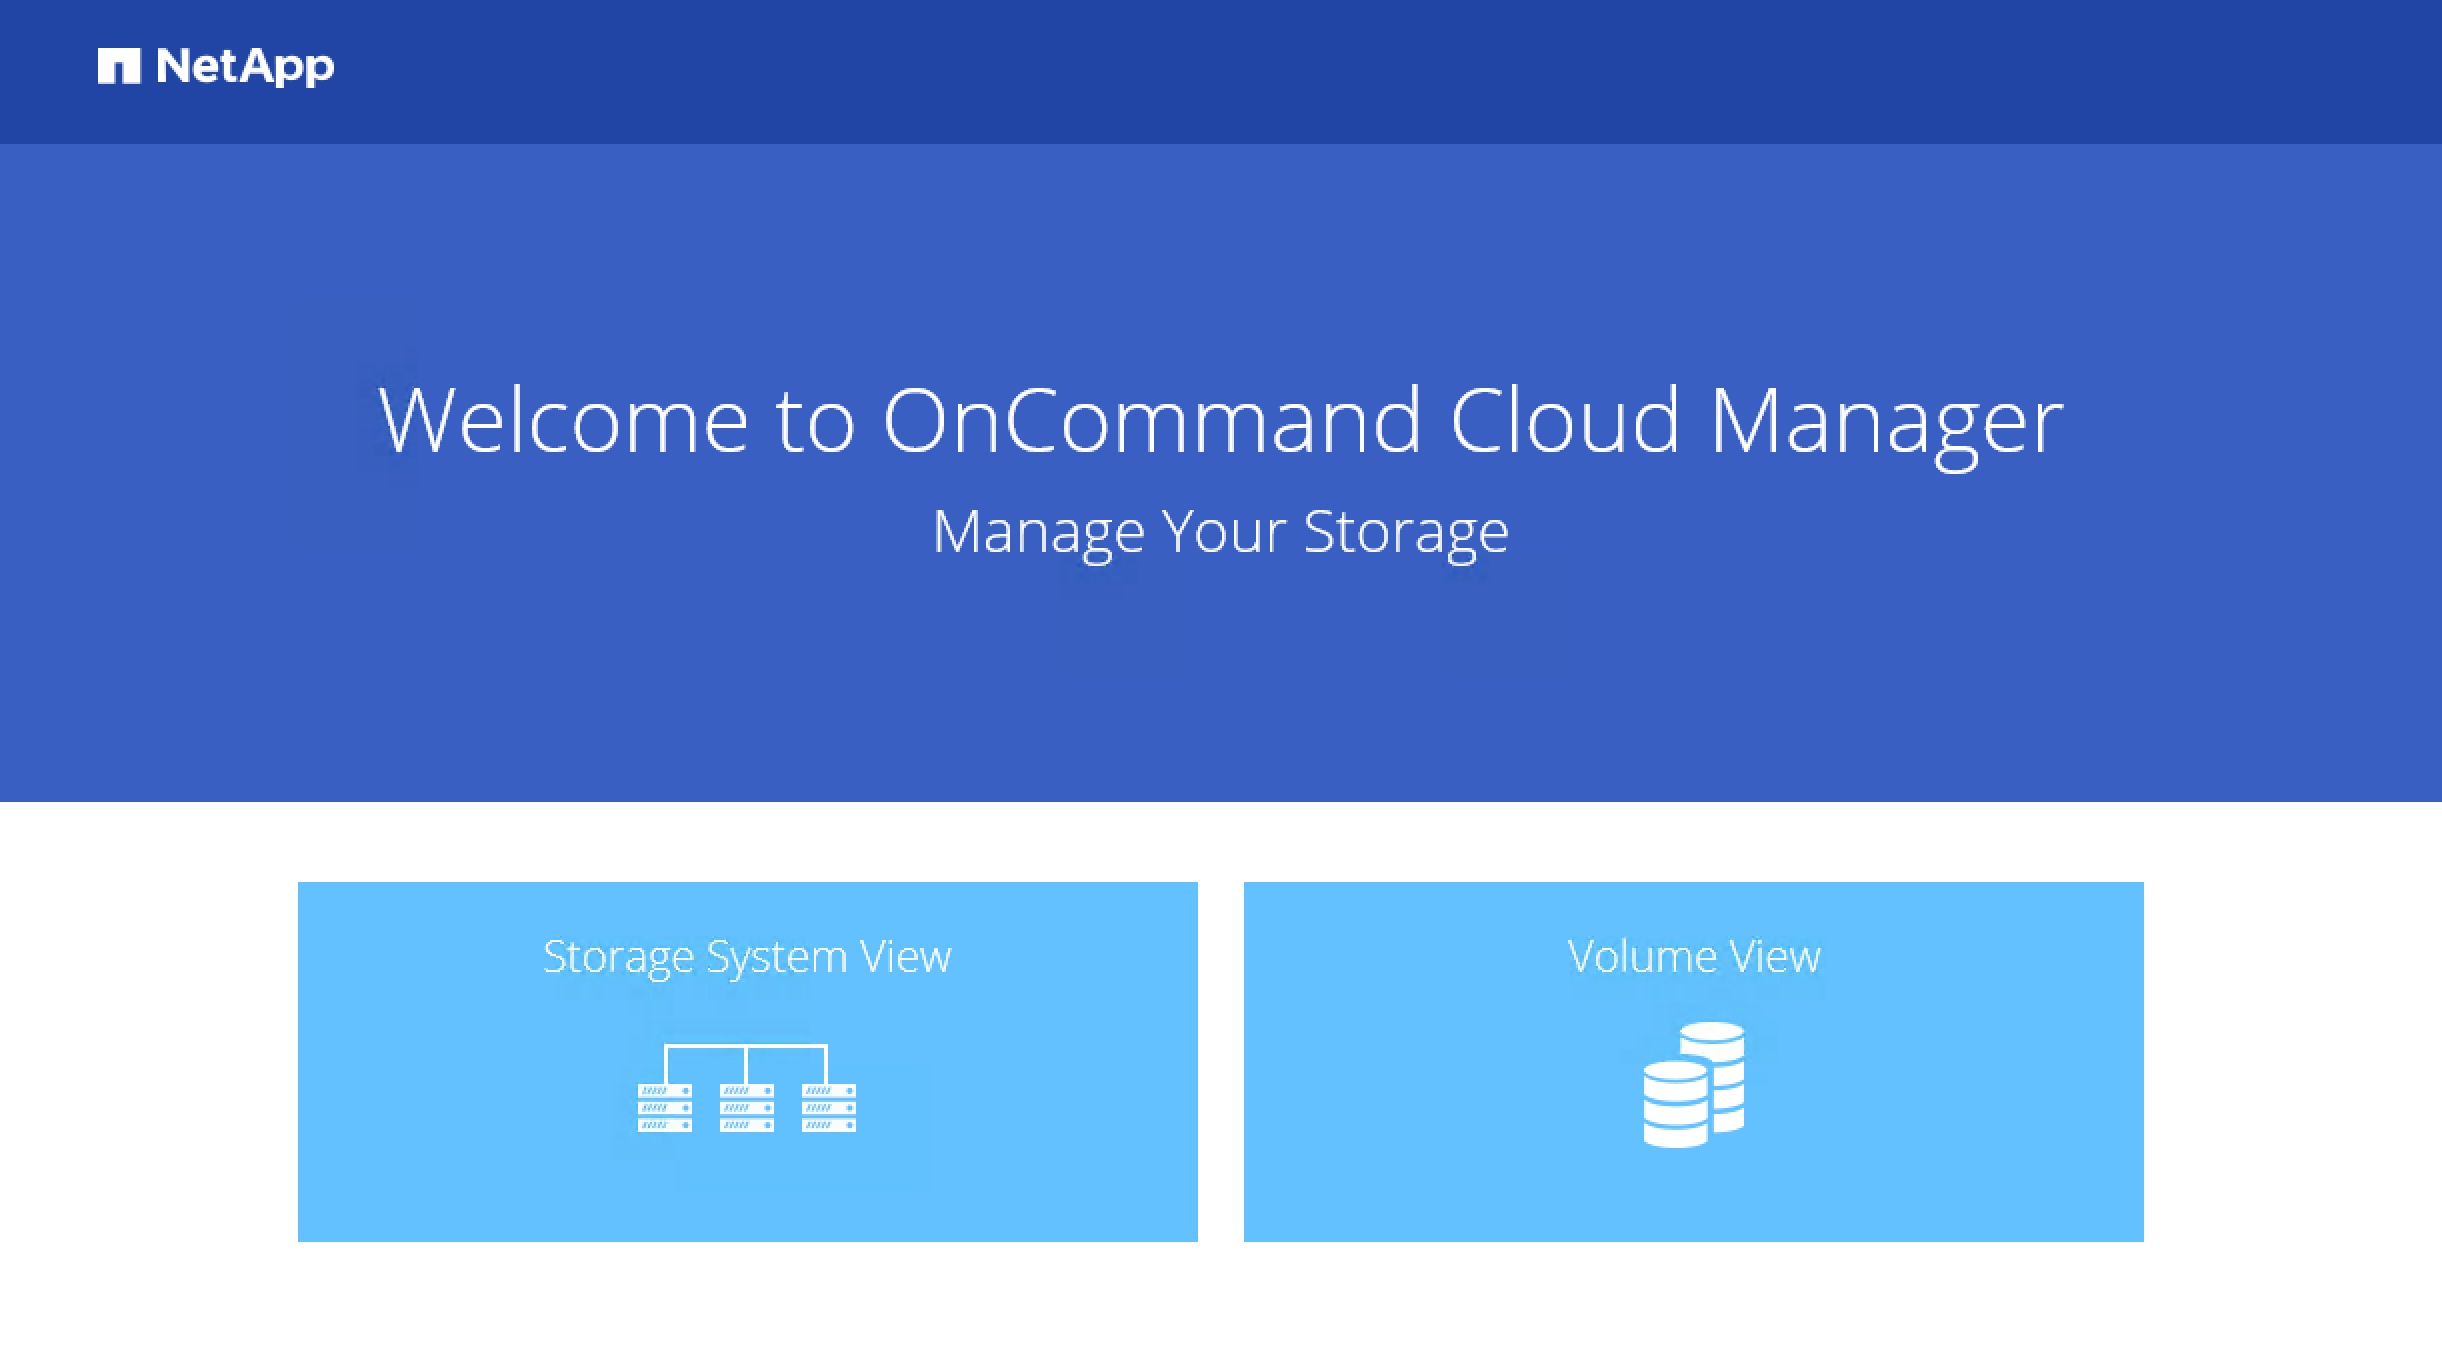 NetApp
Welcome to OnCommand Cloud Manager
Manage Your Storage
Storage System View
Volume View